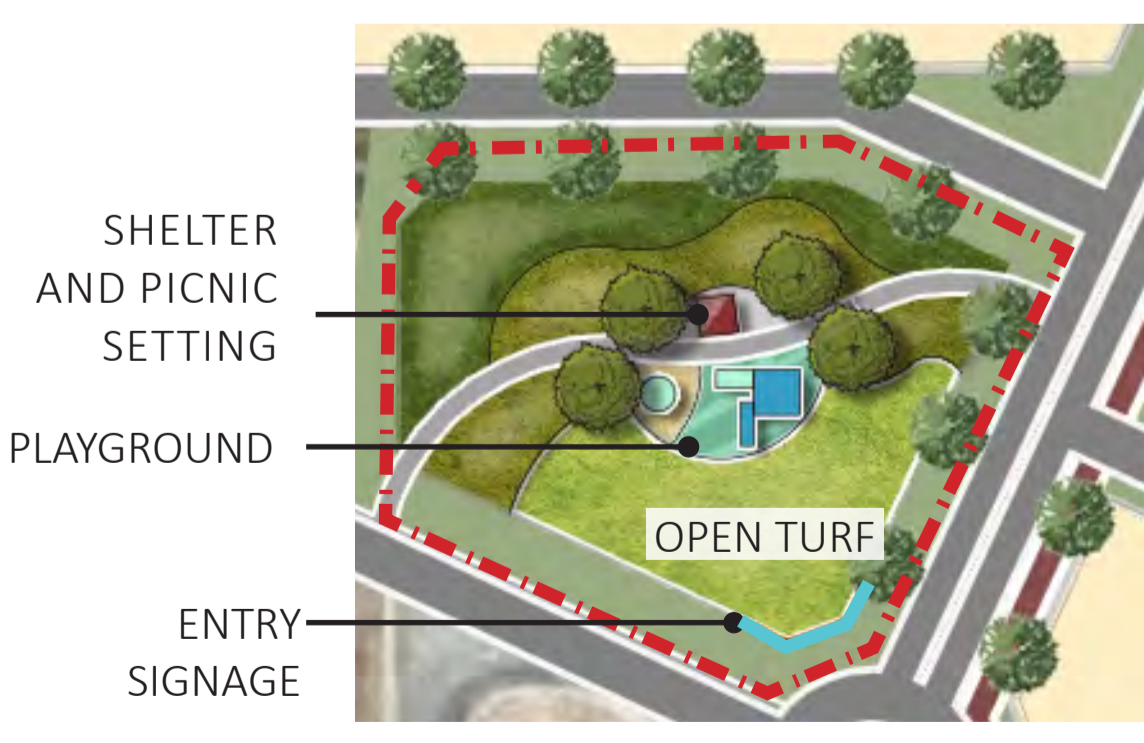 SHELTER
AND PICNIC
SETTING
PLAYGROUND
OPEN TURF
ENTRY
SIGNAGE